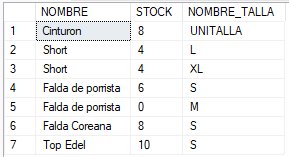 NOMBRE STOCK NOMBRE_TALLA
1 Cinturon 8 UNITALLA
2 Short 4 L
3 Short 4 XL
4 Falda de porrista 6 S
5 Falda de porrista 0 M
6 Falda Coreana 8 S
7 Top Edel 10 S